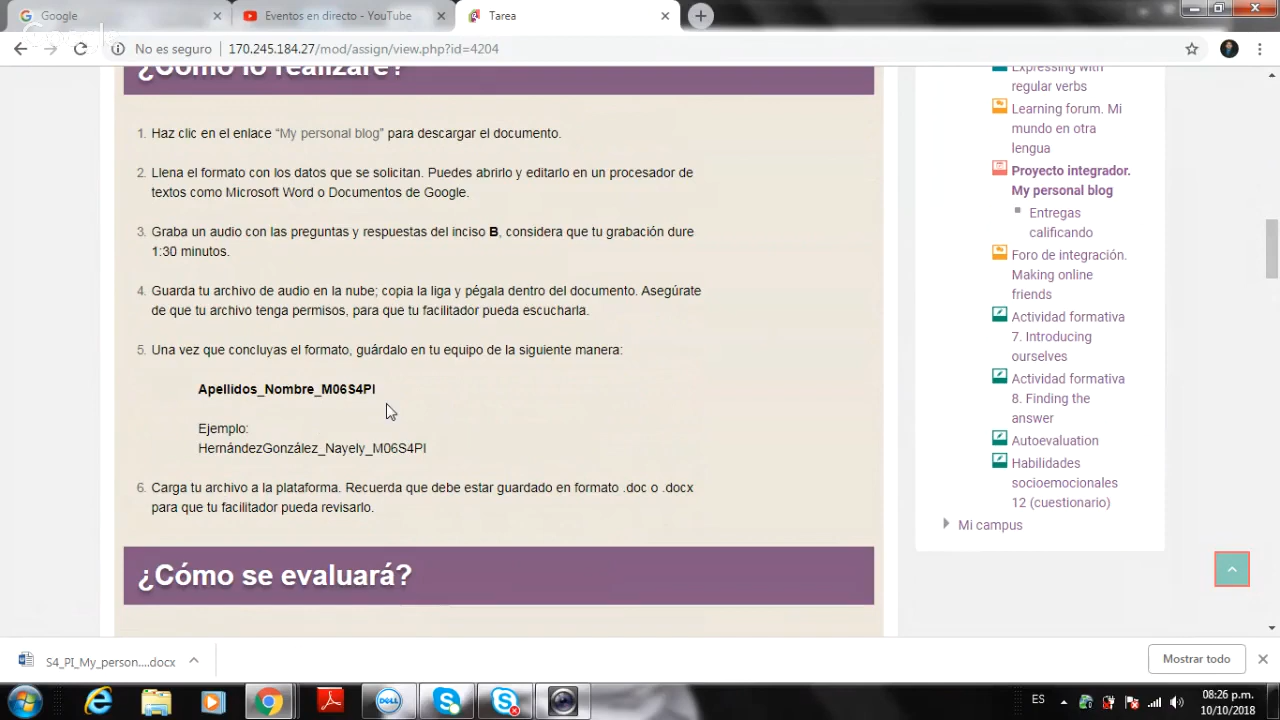 Google
Eventos en directo - YouTube
Tarea
No es seguro
170.245.184.27/mod/assign/view.php?id=4204
¿Cómo lo realizaré?
1. Haz clic en el enlace “My personal blog” para descargar el documento.
2. Llena el formato con los datos que se solicitan. Puedes abrirlo y editarlo en un procesador de
textos como Microsoft Word o Documentos de Google.
3. Graba un audio con las preguntas y respuestas del inciso B, considera que tu grabación dure
1:30 minutos.
4. Guarda tu archivo de audio en la nube; copia la liga y pégala dentro del documento. Asegúrate
de que tu archivo tenga permisos, para que tu facilitador pueda escucharla.
5. Una vez que concluyas el formato, guárdalo en tu equipo de la siguiente manera:
Apellidos_Nombre_M06S4PI
Ejemplo:
HernándezGonzález_Nayely_M06S4PI
6. Carga tu archivo a la plataforma. Recuerda que debe estar guardado en formato .doc o .docx
para que tu facilitador pueda revisarlo.
¿Cómo se evaluará?
Expressing with
regular verbs
Learning forum. Mi
mundo en otra
lengua
Proyecto integrador.
My personal blog
Entregas
calificando
Foro de integración.
Making online
friends
Actividad formativa
7. Introducing
ourselves
Actividad formativa
8. Finding the
answer
Autoevaluation
Habilidades
socioemocionales
12 (cuestionario)
Mi campus
S4_PI_My_person....docx
Mostrar todo
DELL
ES
08:26 p.m.
10/10/2018